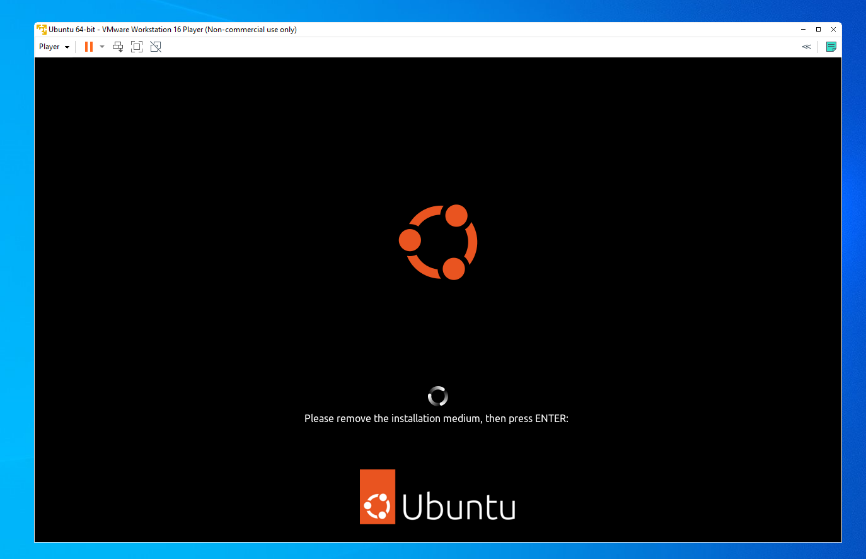 Ubuntu 64-bit - VMware Workstation 16 Player (Non-commercial use only)
Player
Please remove the installation medium, then press ENTER:
Ubuntu